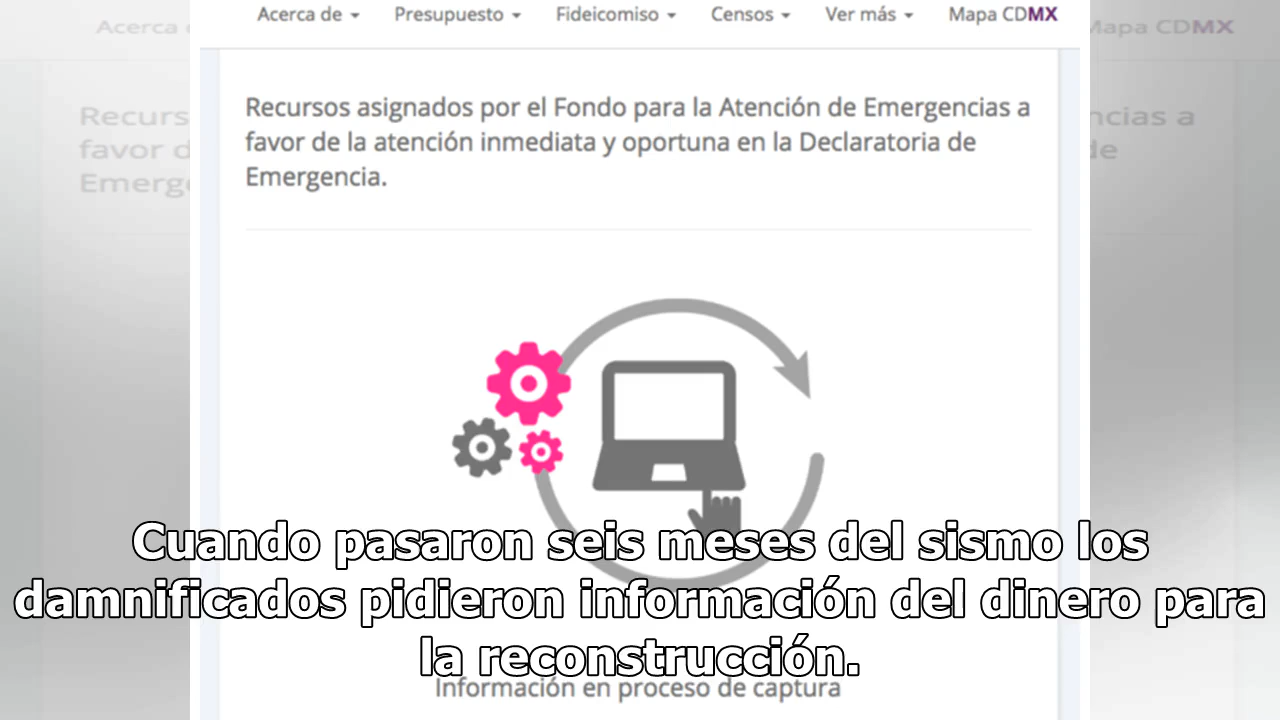 Acerca de Presupuesto Fideicomiso Censos Ver más Mapa CDMX
Recursos asignados por el Fondo para la Atención de Emergencias a
favor de la atención inmediata y oportuna en la Declaratoria de
Emergencia.
Cuando pasaron seis meses del sismo los
damnificados pidieron información del dinero para
la reconstrucción.
Información en proceso de captura